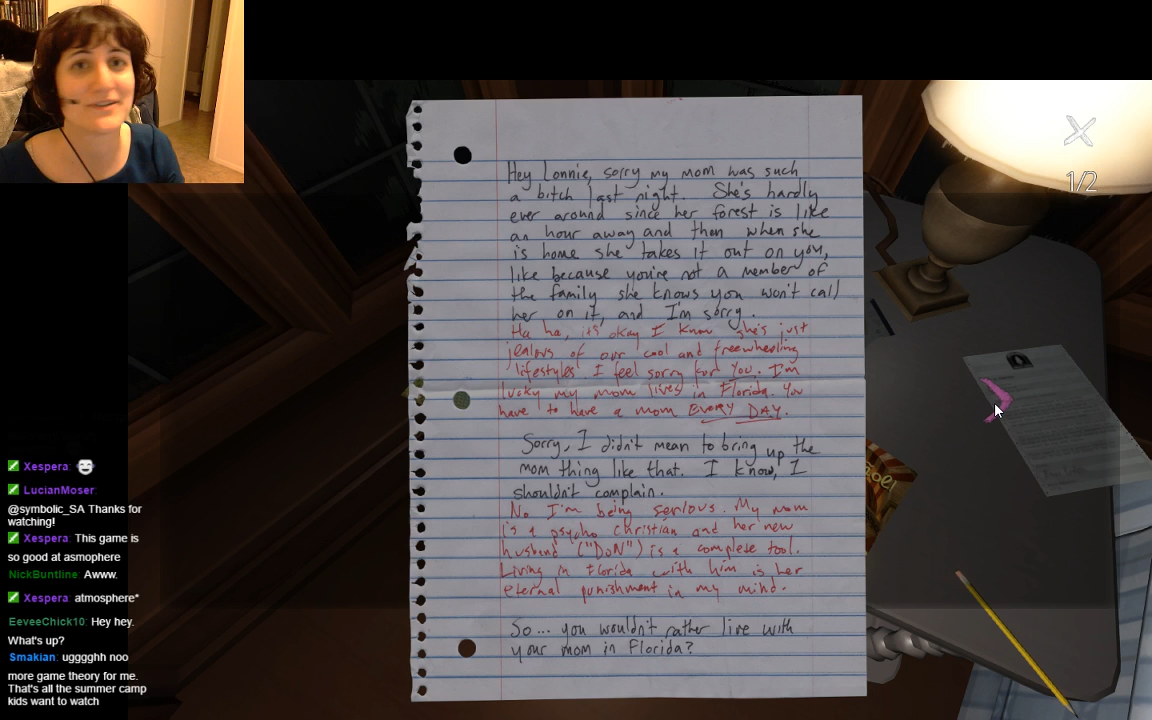 1/2
Hey Lonnie, sorry my mom was such
a bitch last night. She's hardly
ever around since her forest is like
an hour away and then when she
is home she takes it out on you,
like because you're not a member of
the family she knows you won't call
her on it, and I'm sorry.
Ha ha, it's okay I know she's just
jealous of our cool and freewheeling
lifestyles I feel sorry for you. I'm
lucky my mom lives in Florida. You
have to have a mom EVERY DAY.
Sorry, I didn't mean to bring up the
mom thing like that. I know, I
shouldn't complain.
No I'm being serious. My mom
is a psycho christian and her new
husband ("DoN") is a complete tool.
Living in Florida with him is her
eternal punishment in my mind.
So... you wouldn't rather live with
your mom in Florida?
Xespera:
LucianMoser:
@symbolic_SA Thanks for
watching!
Xespera: This game is
so good at asmophere
NickBuntline: Awww.
Xespera: atmosphere*
EeveeChick10: Hey hey.
What's up?
Smakian: ugggghh noo
more game theory for me.
That's all the summer camp
kids want to watch